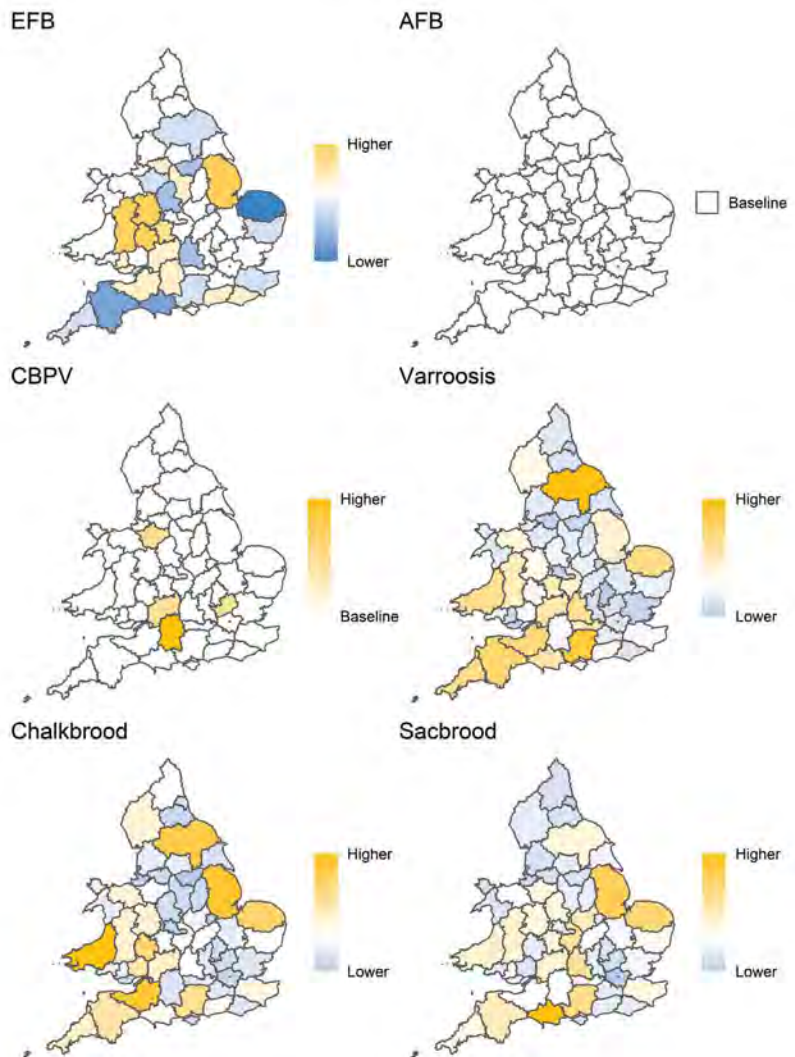 EFB
Higher
Lower
AFB
Baseline
CBPV
Higher
Baseline
Varroosis
Higher
Lower
Chalkbrood
Higher
Lower
Sacbrood
Higher
Lower